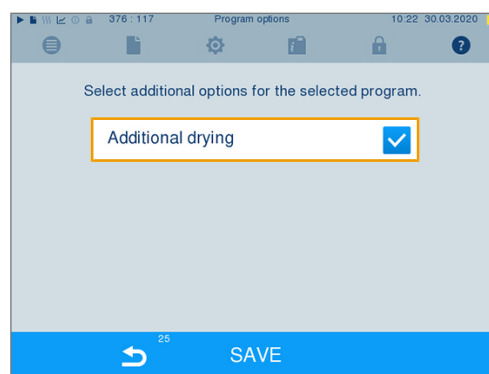 376 : 117 Program options 10:22 30.03.2020
Select additional options for the selected program.
Additional drying
25
SAVE